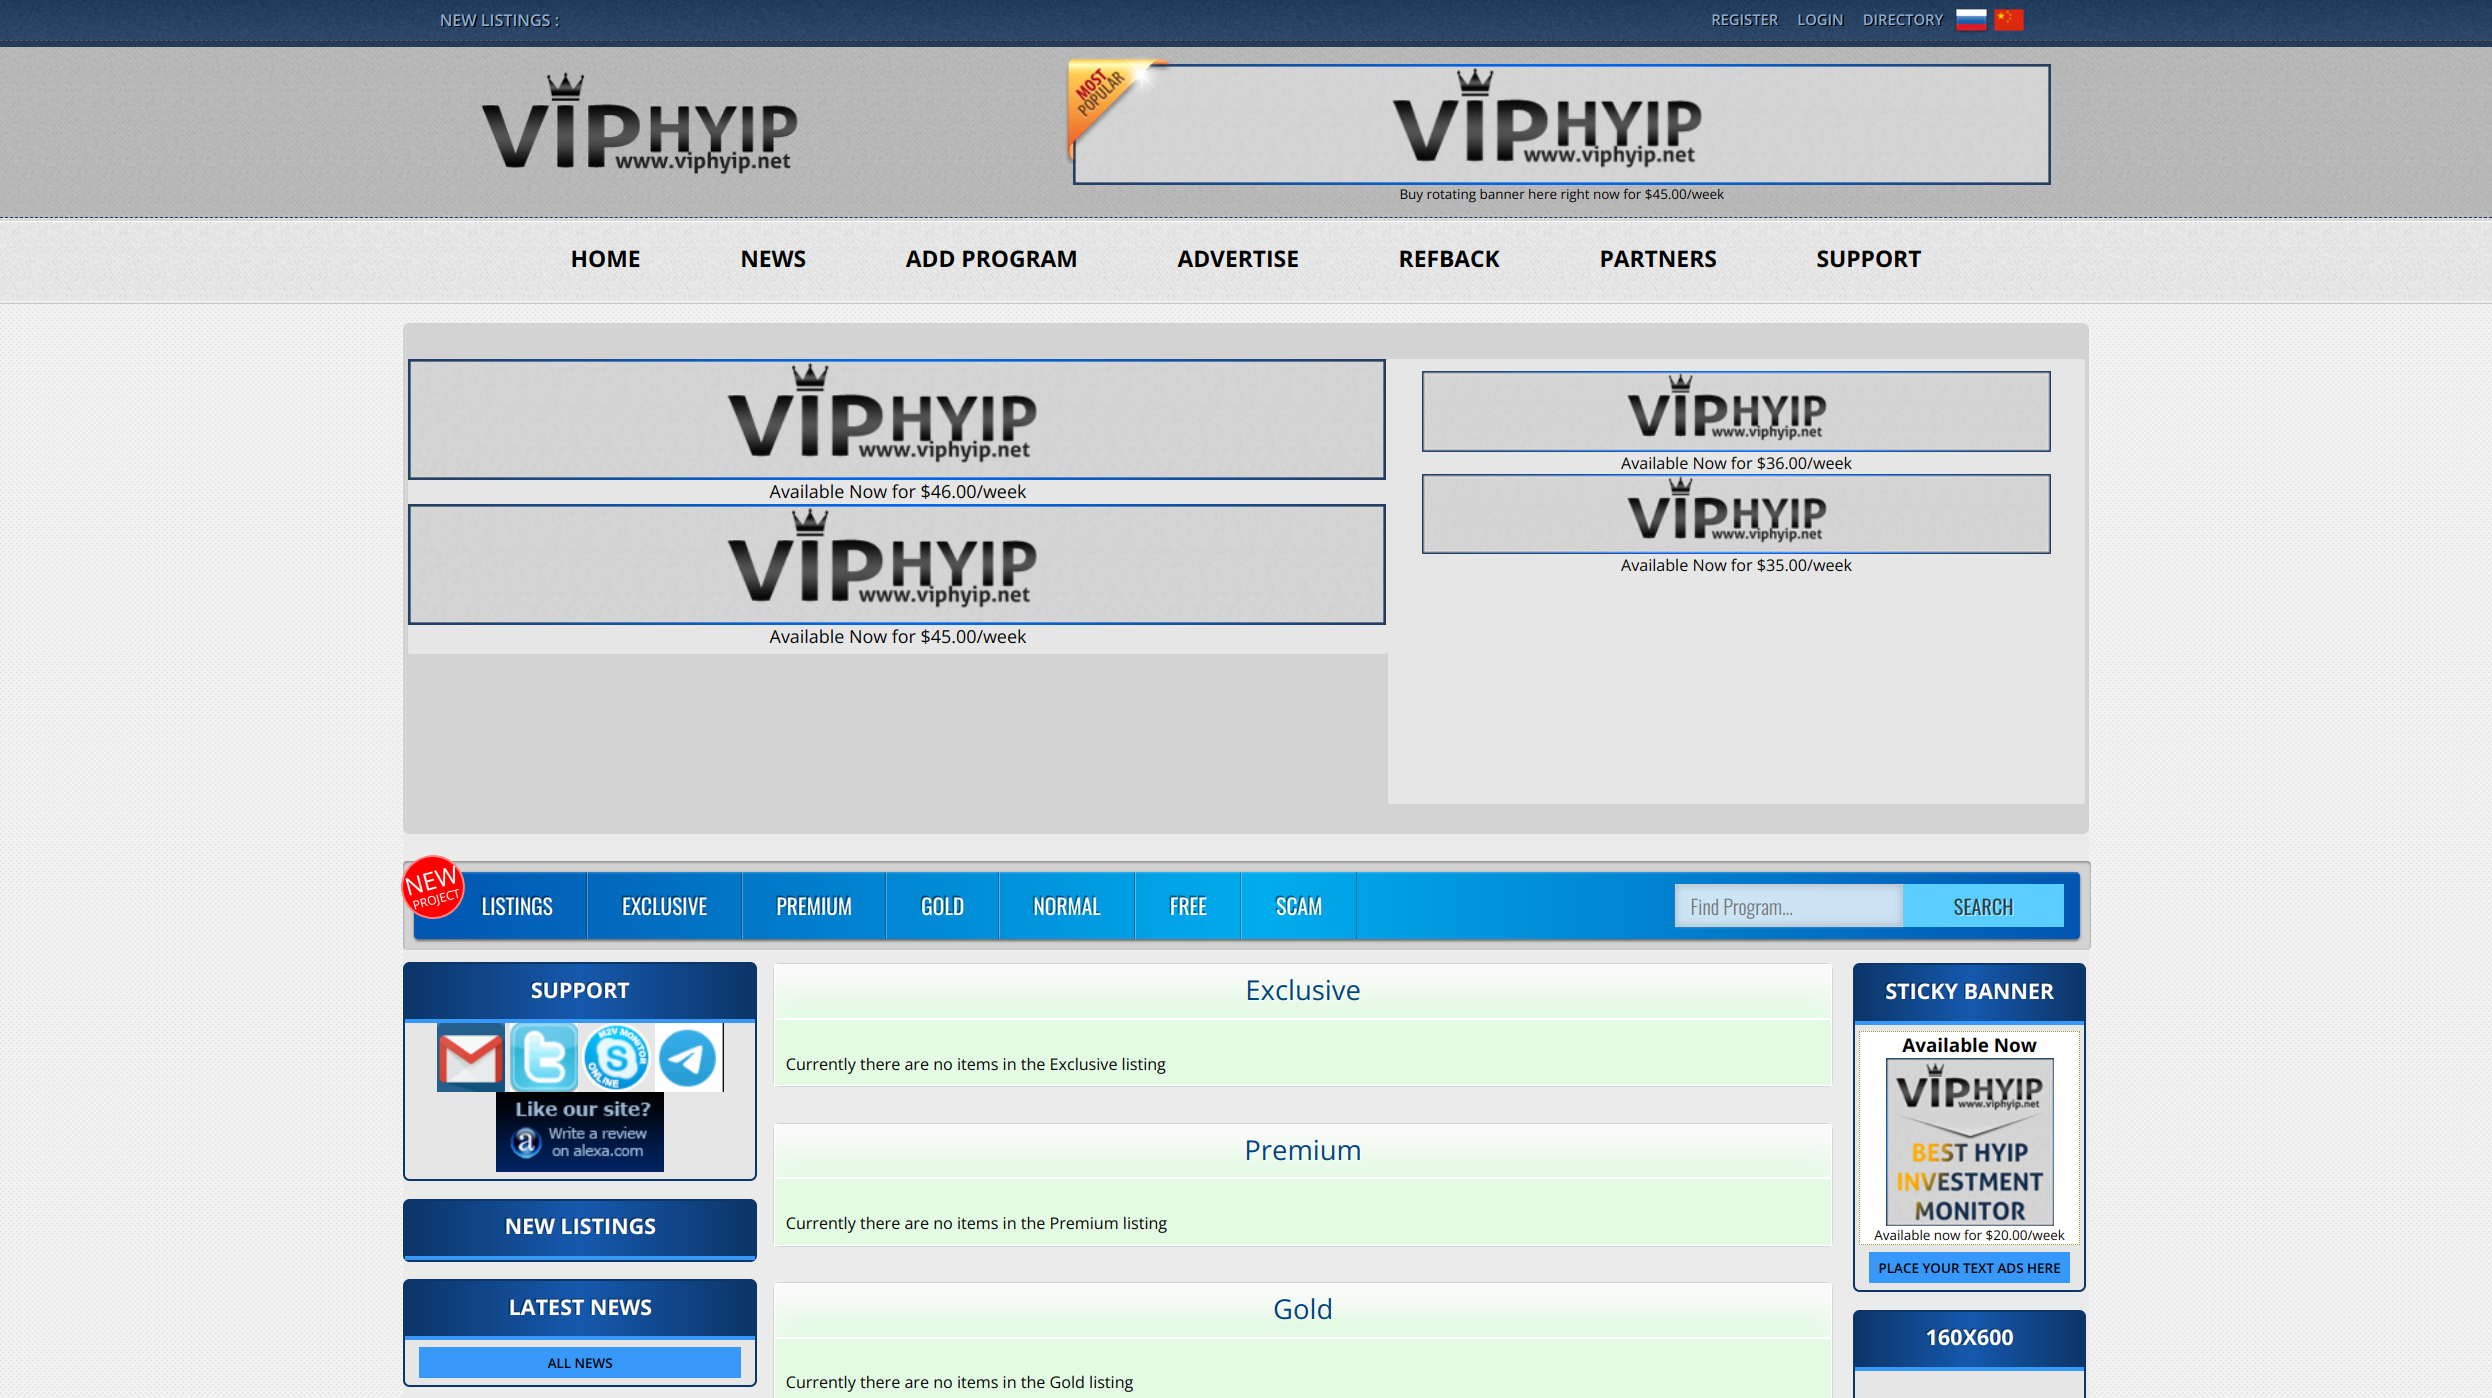 NEW LISTINGS :
REGISTER LOGIN DIRECTORY
VIPHYIP
www.viphyip.net
MOST
POPULAR
VIPHYIP
www.viphyip.net
Buy rotating banner here right now for $45.00/week
HOME NEWS ADD PROGRAM ADVERTISE REFBACK PARTNERS SUPPORT
VIPHYIP
www.viphyip.net
Available Now for $46.00/week
VIPHYIP
www.viphyip.net
Available Now for $45.00/week
VIPHYIP
www.viphyip.net
Available Now for $36.00/week
VIPHYIP
www.viphyip.net
Available Now for $35.00/week
NEW
PROJECT
LISTINGS EXCLUSIVE PREMIUM GOLD NORMAL FREE SCAM
Find Program... SEARCH
SUPPORT
M2V MONITOR
ONLINE
Like our site?
Write a review
on alexa.com
NEW LISTINGS
LATEST NEWS
ALL NEWS
Exclusive
Currently there are no items in the Exclusive listing
Premium
Currently there are no items in the Premium listing
Gold
Currently there are no items in the Gold listing
STICKY BANNER
Available Now
VIPHYIP
www.viphyip.net
BEST HYIP
INVESTMENT
MONITOR
Available now for $20.00/week
PLACE YOUR TEXT ADS HERE
160X600